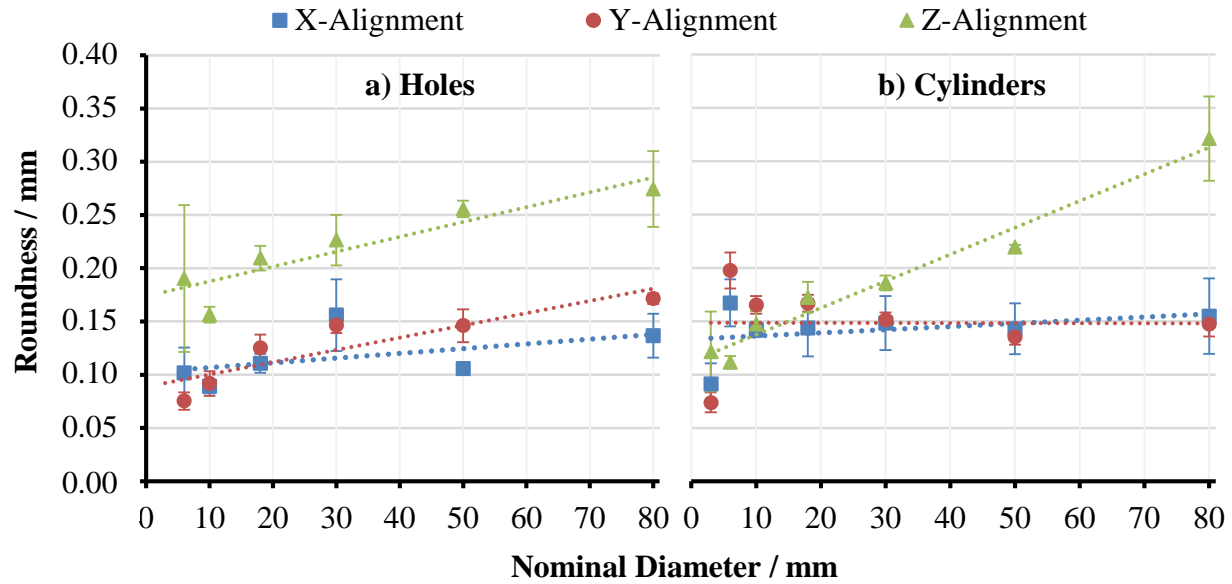 X-Alignment Y-Alignment Z-Alignment
Roundness / mm
0.40
0.35
0.30
0.25
0.20
0.15
0.10
0.05
0.00
a) Holes b) Cylinders
0 10 20 30 40 50 60 70 80 0 10 20 30 40 50 60 70 80
Nominal Diameter / mm